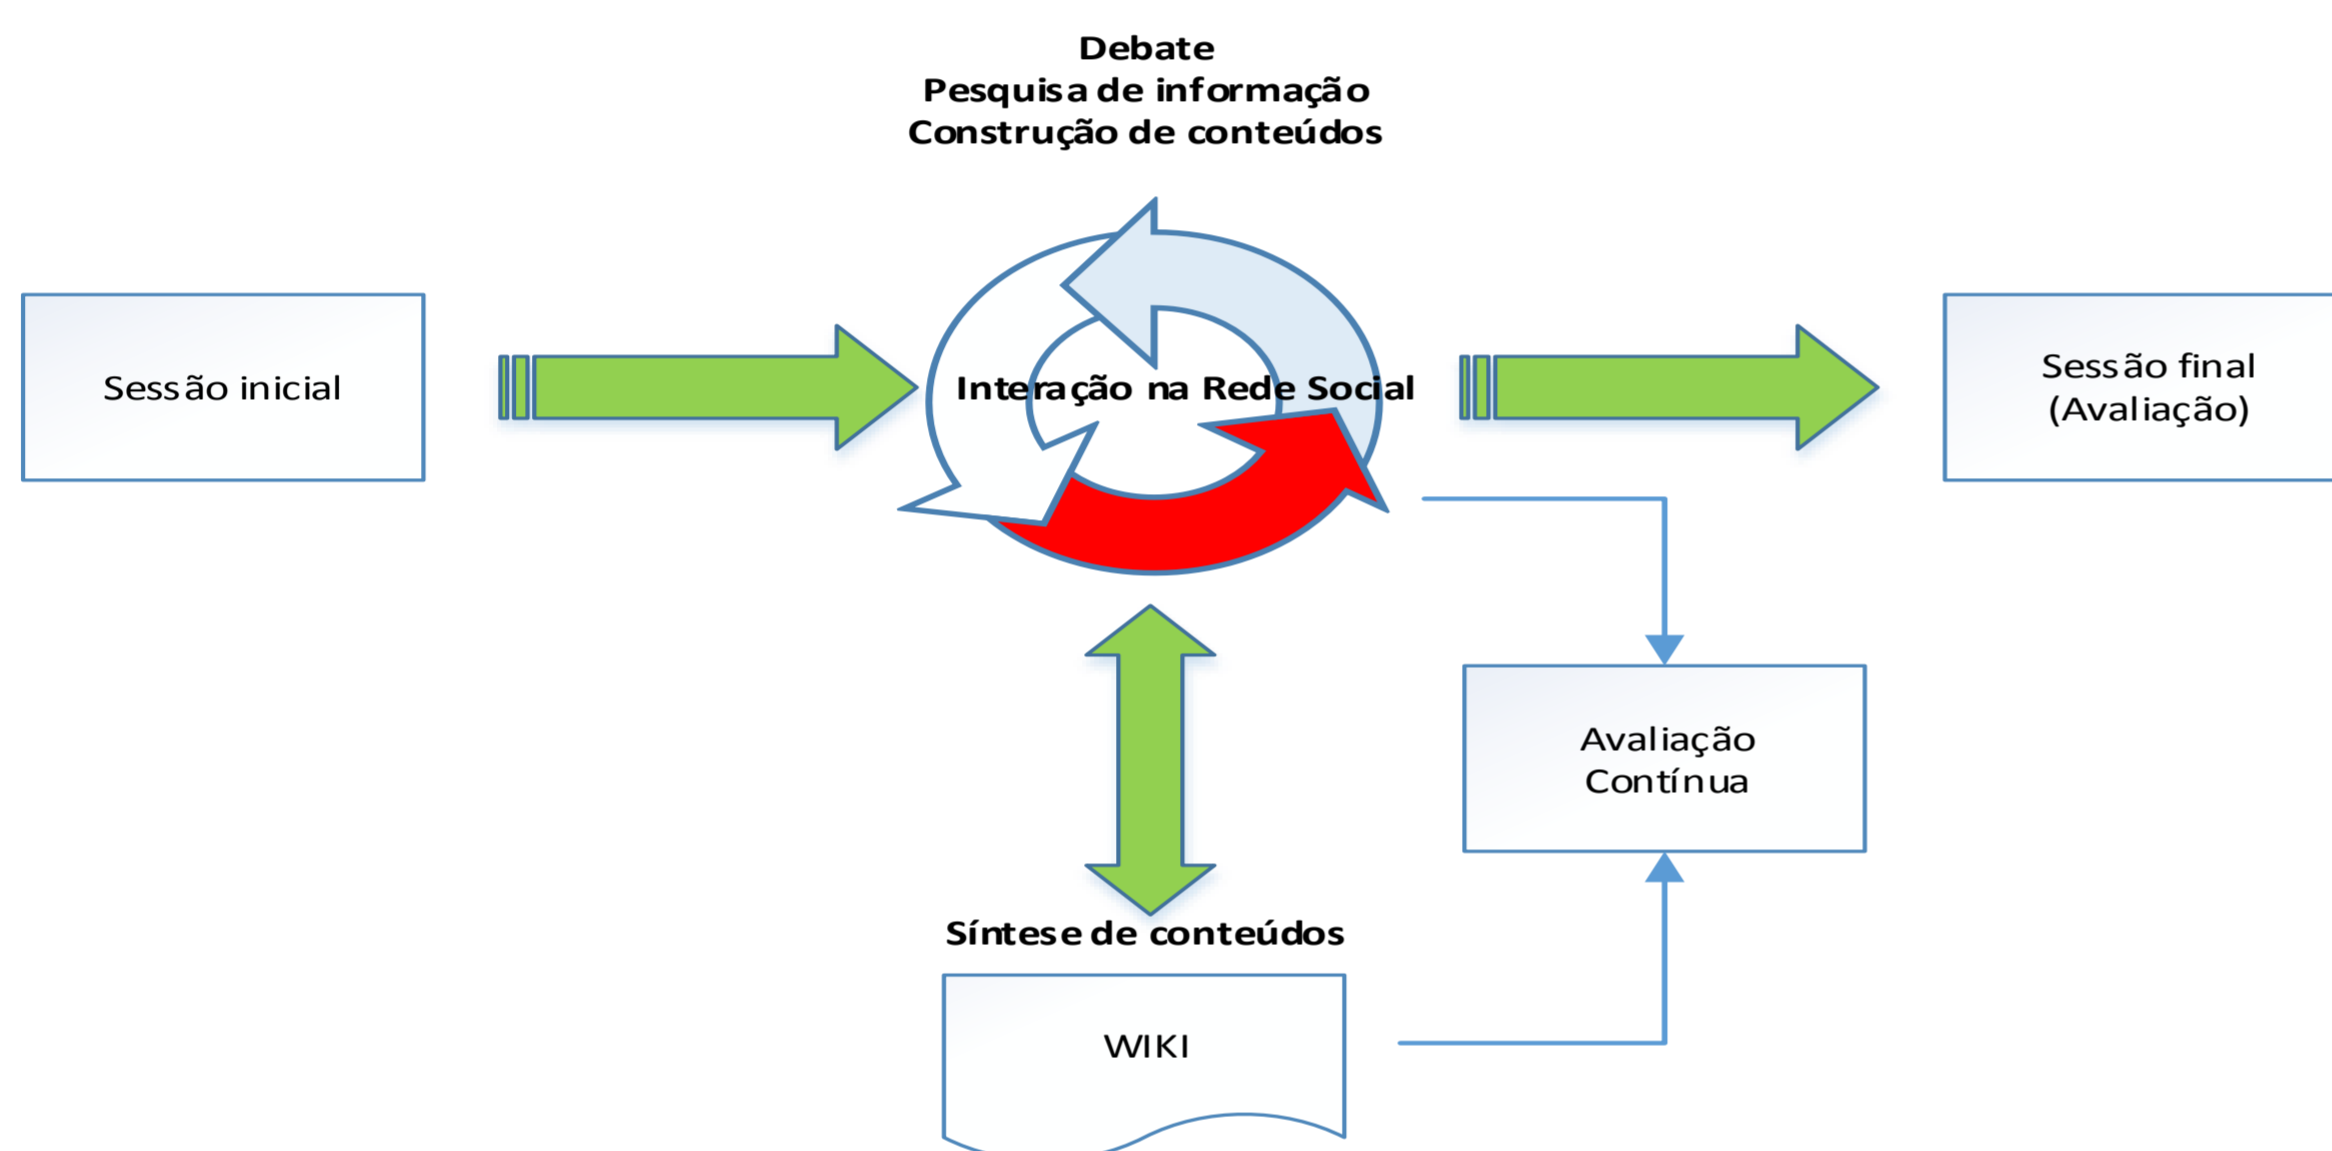 Debate
Pesquisa de informação
Construção de conteúdos
Sessão inicial
Interação na Rede Social
Sessão final
(Avaliação)
Avaliação
Contínua
Síntese de conteúdos
WIKI